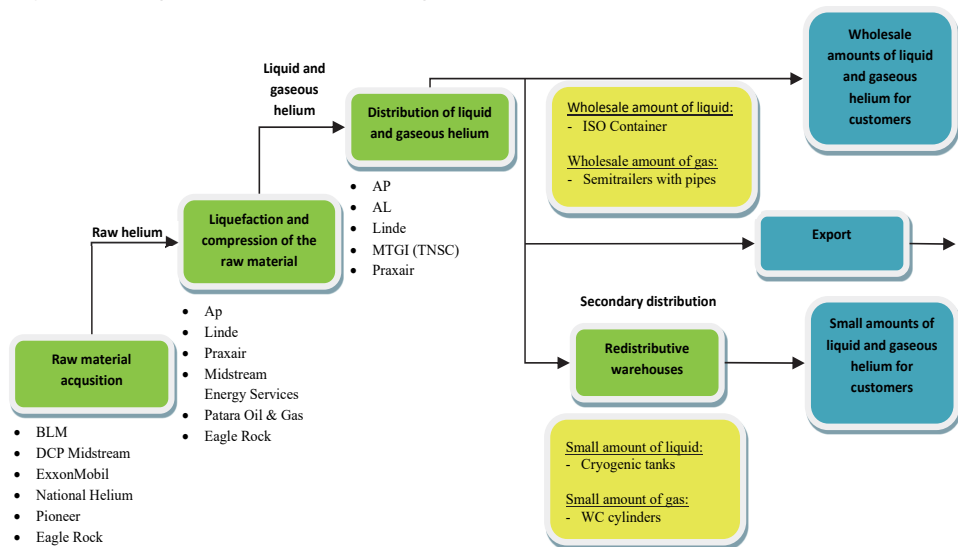 Liquid and
gaseous
helium
Wholesale
amounts of liquid
and gaseous
helium for
customers
Distribution of liquid
and gaseous helium
Wholesale amount of liquid:
- ISO Container
Wholesale amount of gas:
- Semitrailers with pipes
• AP
• AL
• Linde
• MTGI (TNSC)
• Praxair
Raw helium
Liquefaction and
compression of the
raw material
Export
• Ap
• Linde
• Praxair
• Midstream
Energy Services
• Patara Oil & Gas
• Eagle Rock
Secondary distribution
Redistributive
warehouses
Small amounts of
liquid and gaseous
helium for
customers
Raw material
acqusition
• BLM
• DCP Midstream
• ExxonMobil
• National Helium
• Pioneer
• Eagle Rock
Small amount of liquid:
- Cryogenic tanks
Small amount of gas:
- WC cylinders